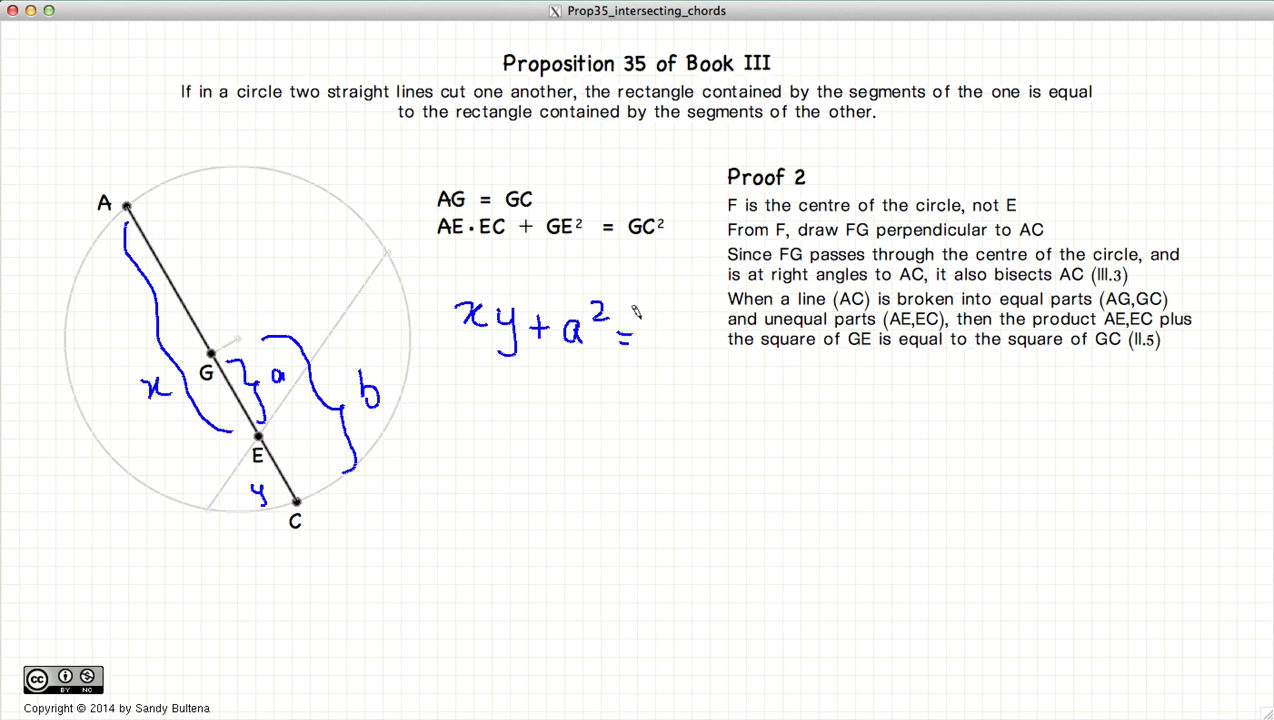 Prop35_intersecting_chords
Proposition 35 of Book III
If in a circle two straight lines cut one another, the rectangle contained by the segments of the one is equal
to the rectangle contained by the segments of the other.
A
G
E
C
x
a
b
y
AG = GC
AE·EC + GE² = GC²
xy+a²=
Proof 2
F is the centre of the circle, not E
From F, draw FG perpendicular to AC
Since FG passes through the centre of the circle, and
is at right angles to AC, it also bisects AC (III.3)
When a line (AC) is broken into equal parts (AG,GC)
and unequal parts (AE,EC), then the product AE,EC plus
the square of GE is equal to the square of GC (II.5)
cc
BY NC
Copyright © 2014 by Sandy Bultena